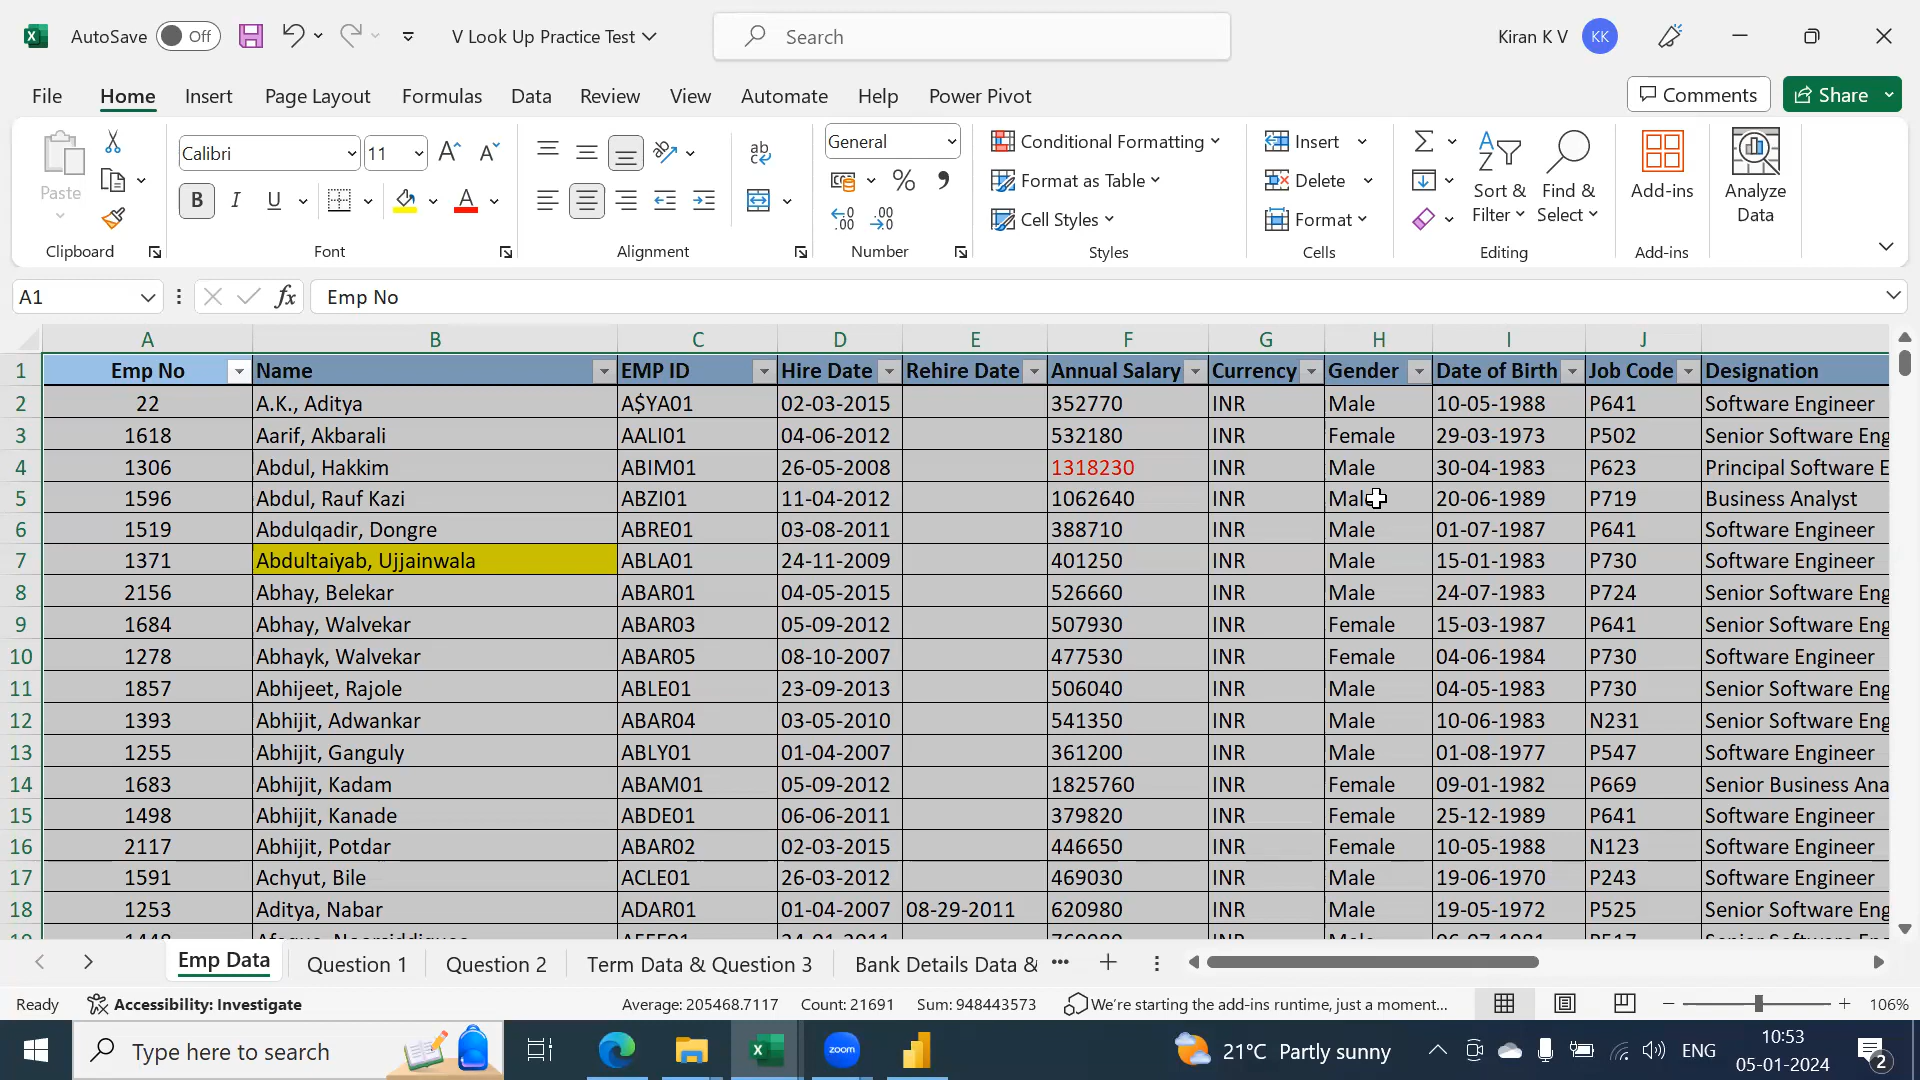 AutoSave Off V Look Up Practice Test Search Kiran K V KK
File Home Insert Page Layout Formulas Data Review View Automate Help Power Pivot Comments Share
Paste Calibri 11 General Conditional Formatting Insert Sort & Find & Add-ins Analyze
B I U Format as Table Delete Filter Select Data
Cell Styles Format
Clipboard Font Alignment Number Styles Cells Editing Add-ins
A1 fx Emp No
A B C D E F G H I J
1 Emp No Name EMP ID Hire Date Rehire Date Annual Salary Currency Gender Date of Birth Job Code Designation
2 22 A.K., Aditya A$YA01 02-03-2015 352770 INR Male 10-05-1988 P641 Software Engineer
3 1618 Aarif, Akbarali AALI01 04-06-2012 532180 INR Female 29-03-1973 P502 Senior Software Eng
4 1306 Abdul, Hakkim ABIM01 26-05-2008 1318230 INR Male 30-04-1983 P623 Principal Software E
5 1596 Abdul, Rauf Kazi ABZI01 11-04-2012 1062640 INR Male 20-06-1989 P719 Business Analyst
6 1519 Abdulqadir, Dongre ABRE01 03-08-2011 388710 INR Male 01-07-1987 P641 Software Engineer
7 1371 Abdultaiyab, Ujjainwala ABLA01 24-11-2009 401250 INR Male 15-01-1983 P730 Software Engineer
8 2156 Abhay, Belekar ABAR01 04-05-2015 526660 INR Male 24-07-1983 P724 Senior Software Eng
9 1684 Abhay, Walvekar ABAR03 05-09-2012 507930 INR Female 15-03-1987 P641 Senior Software Eng
10 1278 Abhayk, Walvekar ABAR05 08-10-2007 477530 INR Female 04-06-1984 P730 Software Engineer
11 1857 Abhijeet, Rajole ABLE01 23-09-2013 506040 INR Male 04-05-1983 P730 Senior Software Eng
12 1393 Abhijit, Adwankar ABAR04 03-05-2010 541350 INR Male 10-06-1983 N231 Senior Software Eng
13 1255 Abhijit, Ganguly ABLY01 01-04-2007 361200 INR Male 01-08-1977 P547 Software Engineer
14 1683 Abhijit, Kadam ABAM01 05-09-2012 1825760 INR Female 09-01-1982 P669 Senior Business Ana
15 1498 Abhijit, Kanade ABDE01 06-06-2011 379820 INR Female 25-12-1989 P641 Software Engineer
16 2117 Abhijit, Potdar ABAR02 02-03-2015 446650 INR Female 10-05-1988 N123 Software Engineer
17 1591 Achyut, Bile ACLE01 26-03-2012 469030 INR Male 19-06-1970 P243 Software Engineer
18 1253 Aditya, Nabar ADAR01 01-04-2007 08-29-2011 620980 INR Male 19-05-1972 P525 Senior Software Eng
Emp Data Question 1 Question 2 Term Data & Question 3 Bank Details Data &
Ready Accessibility: Investigate Average: 205468.7117 Count: 21691 Sum: 948443573 We're starting the add-ins runtime, just a moment... 106%
Type here to search zoom 21°C Partly sunny ENG 10:53
05-01-2024 2